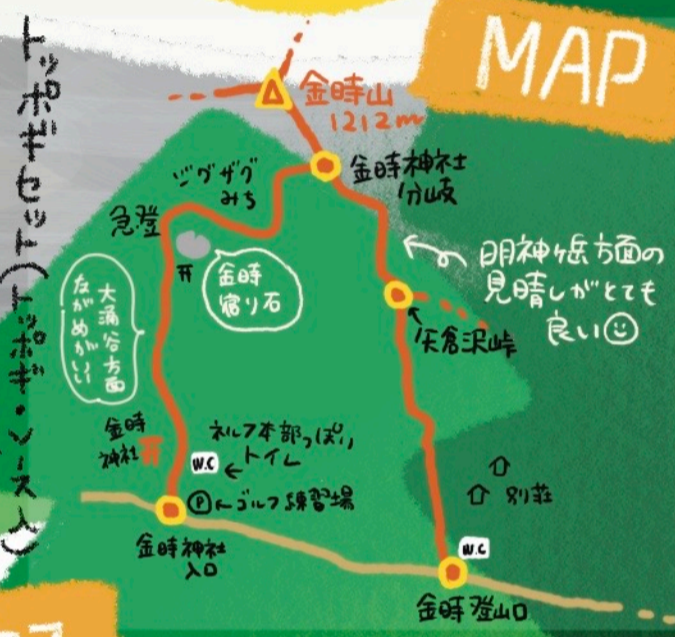 トッポギセット(トッポギ・ソース入)
MAP
金時山
1212m
金時神社
分岐
ジグザグ
みち
急登
金時
宿り石
大涌谷方面
ながめがいい
明神ヶ岳方面の
見晴しがとても
良い
矢倉沢峠
金時
神社
ネルフ本部っぽい
トイレ
W.C
P←ゴルフ練習場
別荘
W.C
金時神社
入口
金時登山口